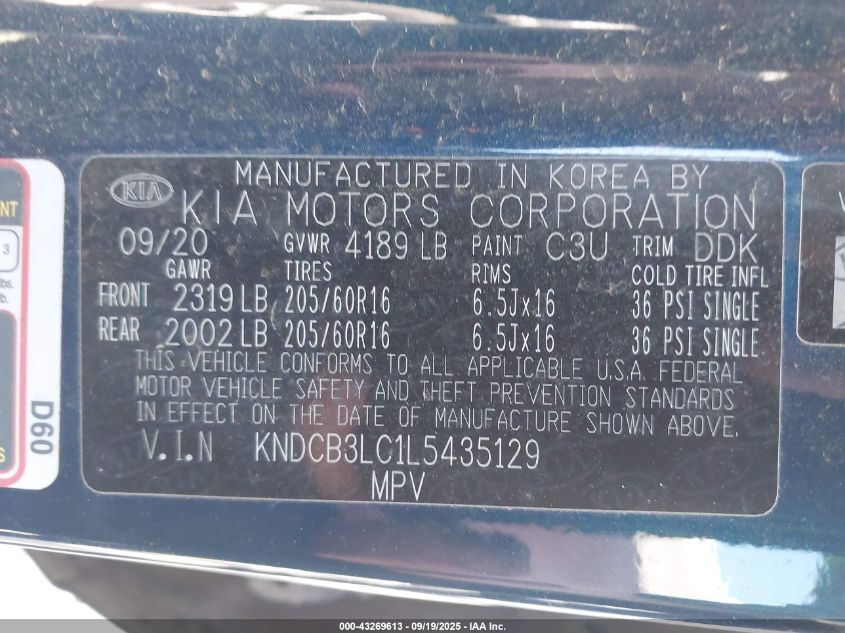 MANUFACTURED IN KOREA BY
KIA KIA MOTORS CORPORATION
09/20 GVWR 4189 LB PAINT C3U TRIM DDK
GAWR TIRES RIMS COLD TIRE INFL
FRONT 2319 LB 205/60R16 6.5Jx16 36 PSI SINGLE
REAR 2002 LB 205/60R16 6.5Jx16 36 PSI SINGLE
THIS VEHICLE CONFORMS TO ALL APPLICABLE U.S.A. FEDERAL
MOTOR VEHICLE SAFETY AND THEFT PREVENTION STANDARDS
IN EFFECT ON THE DATE OF MANUFACTURE SHOWN ABOVE.
V.I.N KNDCB3LC1L5435129
MPV
3
D60
000-43269613 - 09/19/2025 - IAA Inc.